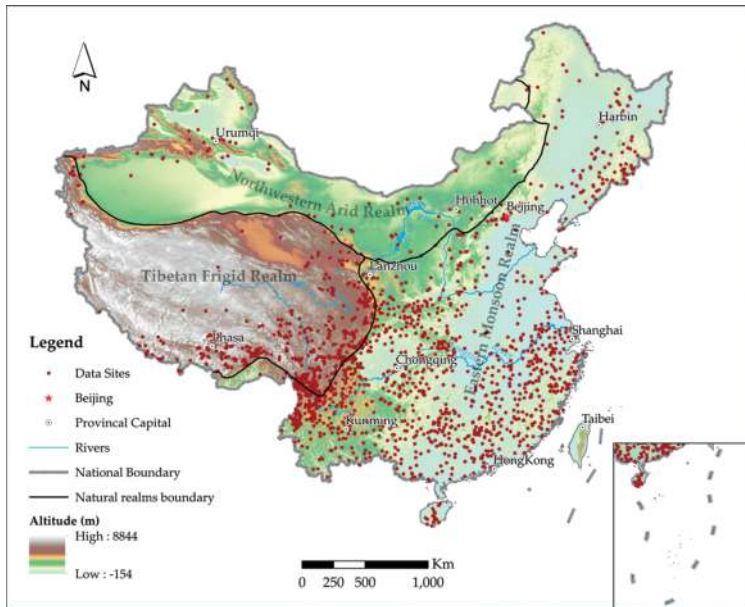 N
Harbin
Urumqi
Northwestern Arid Realm
Hohhot
Beijing
Lanzhou
Tibetan Frigid Realm
Eastern Monsoon Realm
Lhasa
Shanghai
Chongqing
Kunming
Taibei
HongKong
Legend
Data Sites
Beijing
Provincal Capital
Rivers
National Boundary
Natural realms boundary
Altitude (m)
High : 8844
Low : -154
Km
0 250 500 1,000